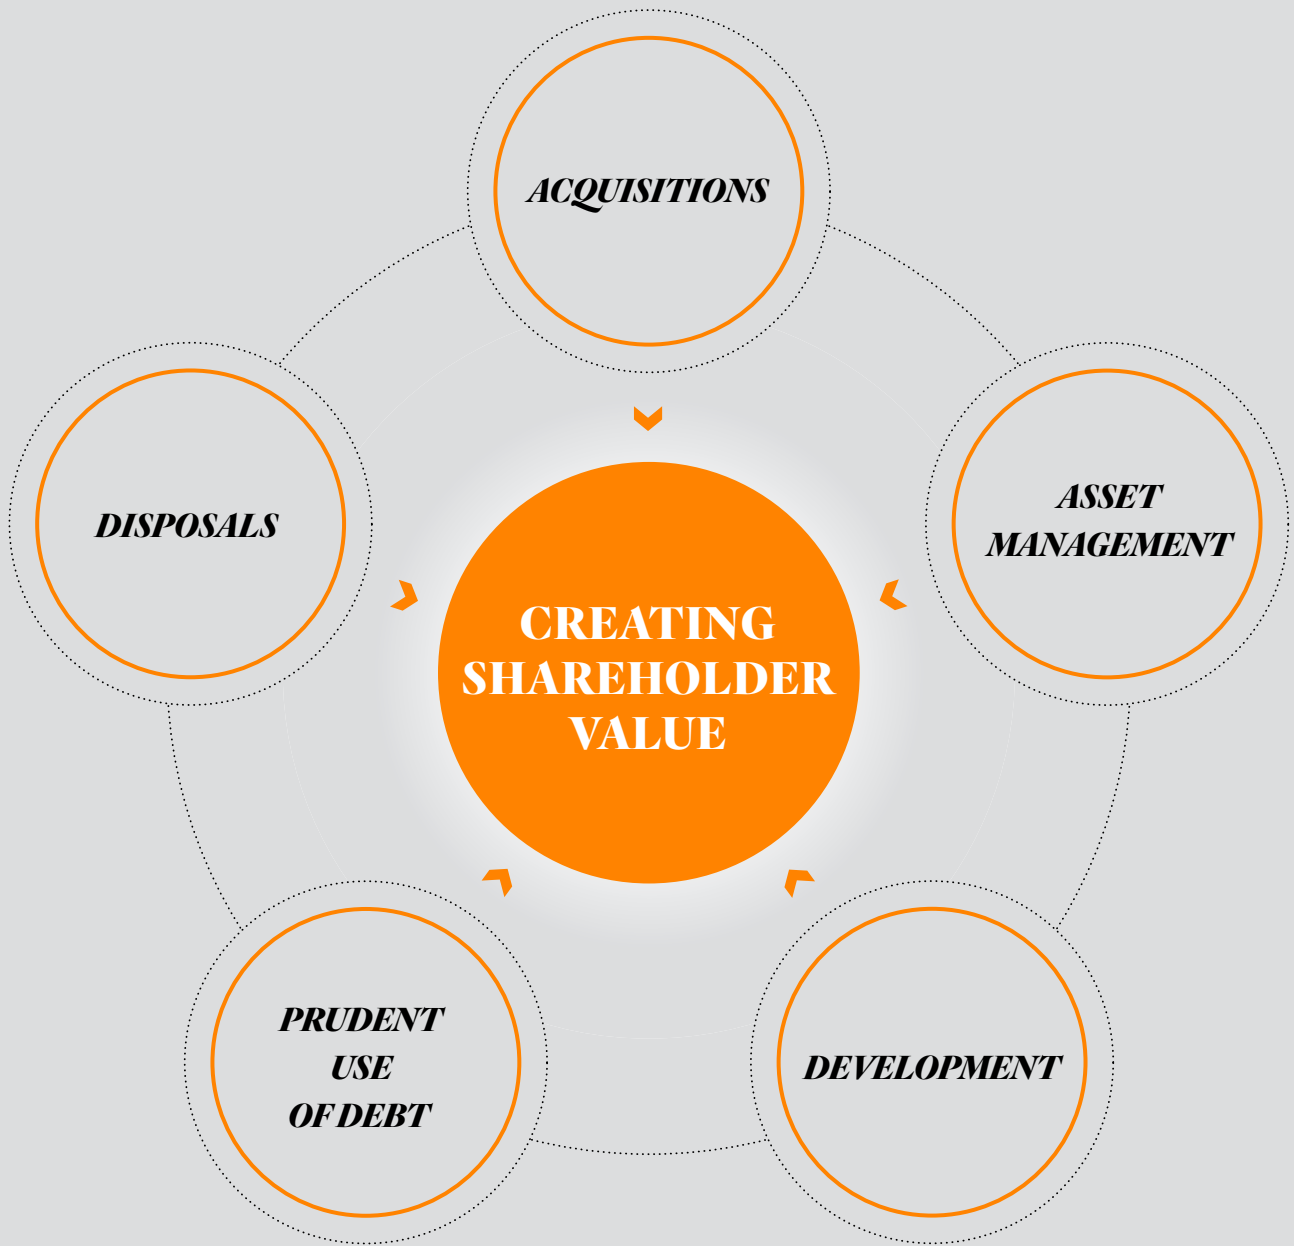 ACQUISITIONS
ASSET
MANAGEMENT
DEVELOPMENT
PRUDENT
USE
OF DEBT
DISPOSALS
CREATING
SHAREHOLDER
VALUE